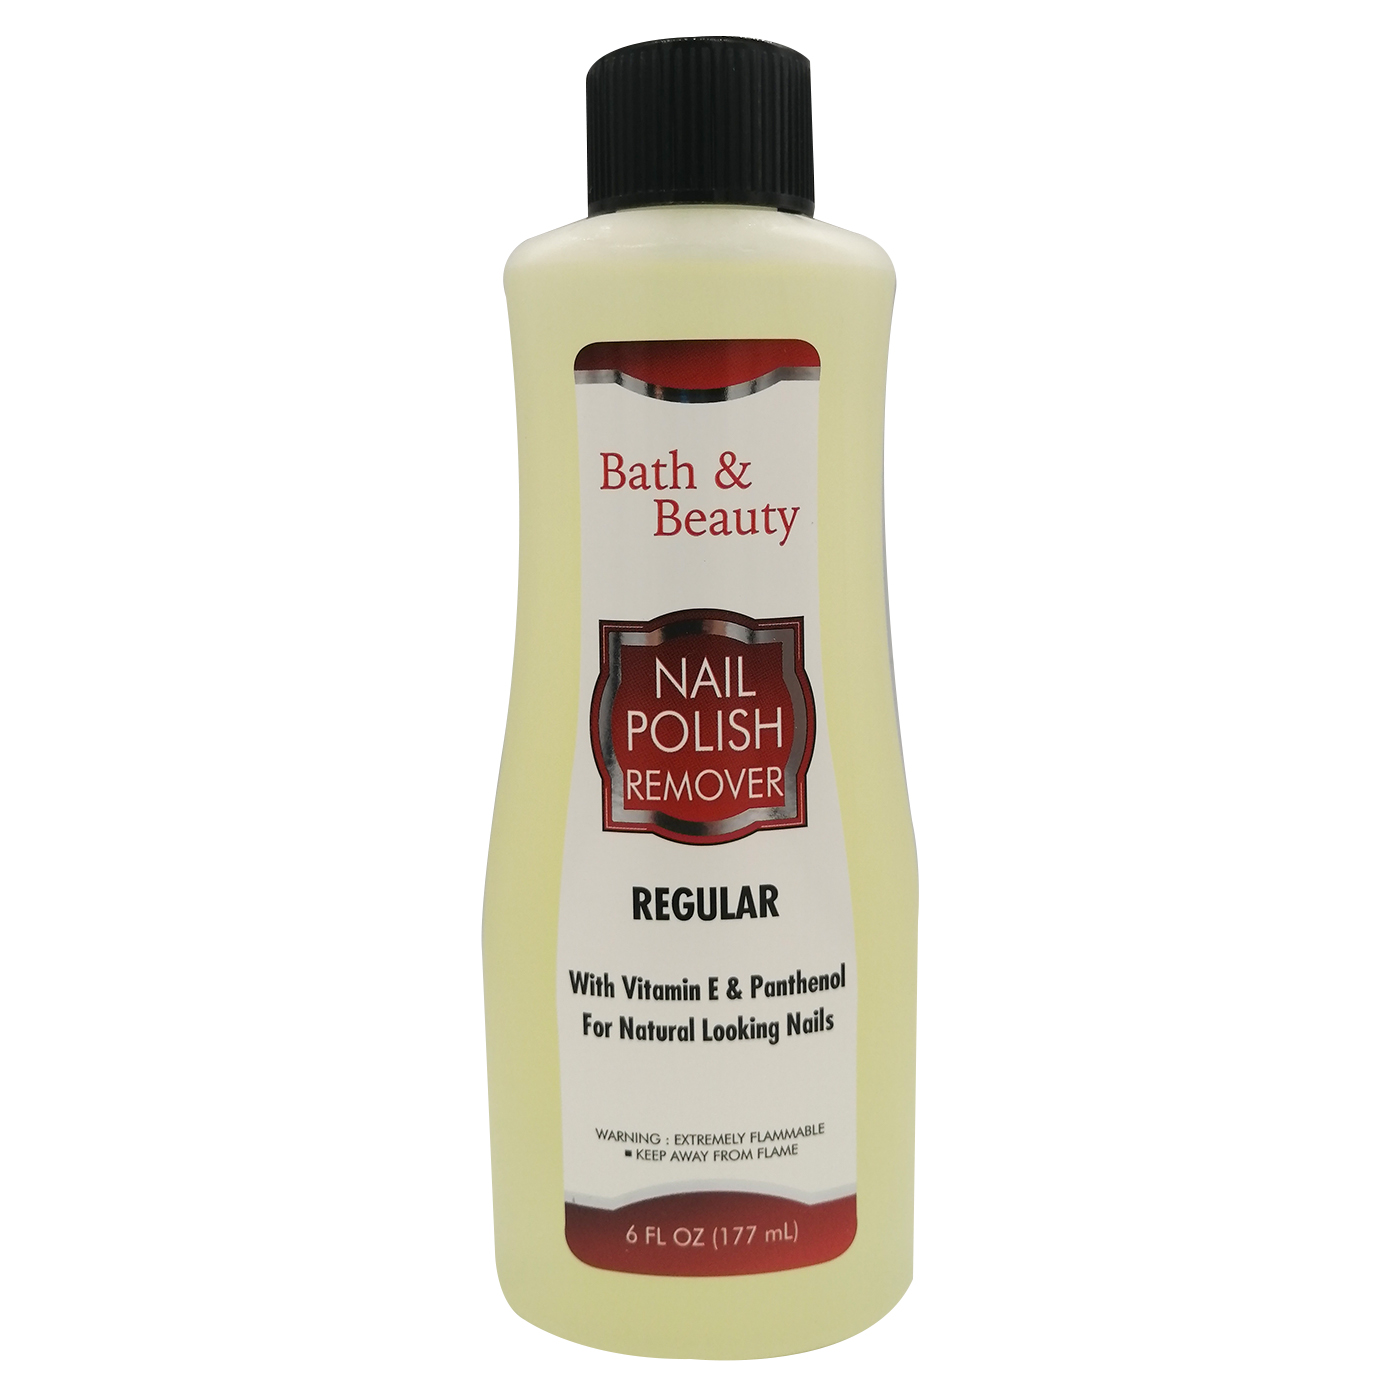 Bath &
Beauty
NAIL
POLISH
REMOVER
REGULAR
With Vitamin E & Panthenol
For Natural Looking Nails
WARNING : EXTREMELY FLAMMABLE
▪ KEEP AWAY FROM FLAME
6 FL OZ (177 mL)